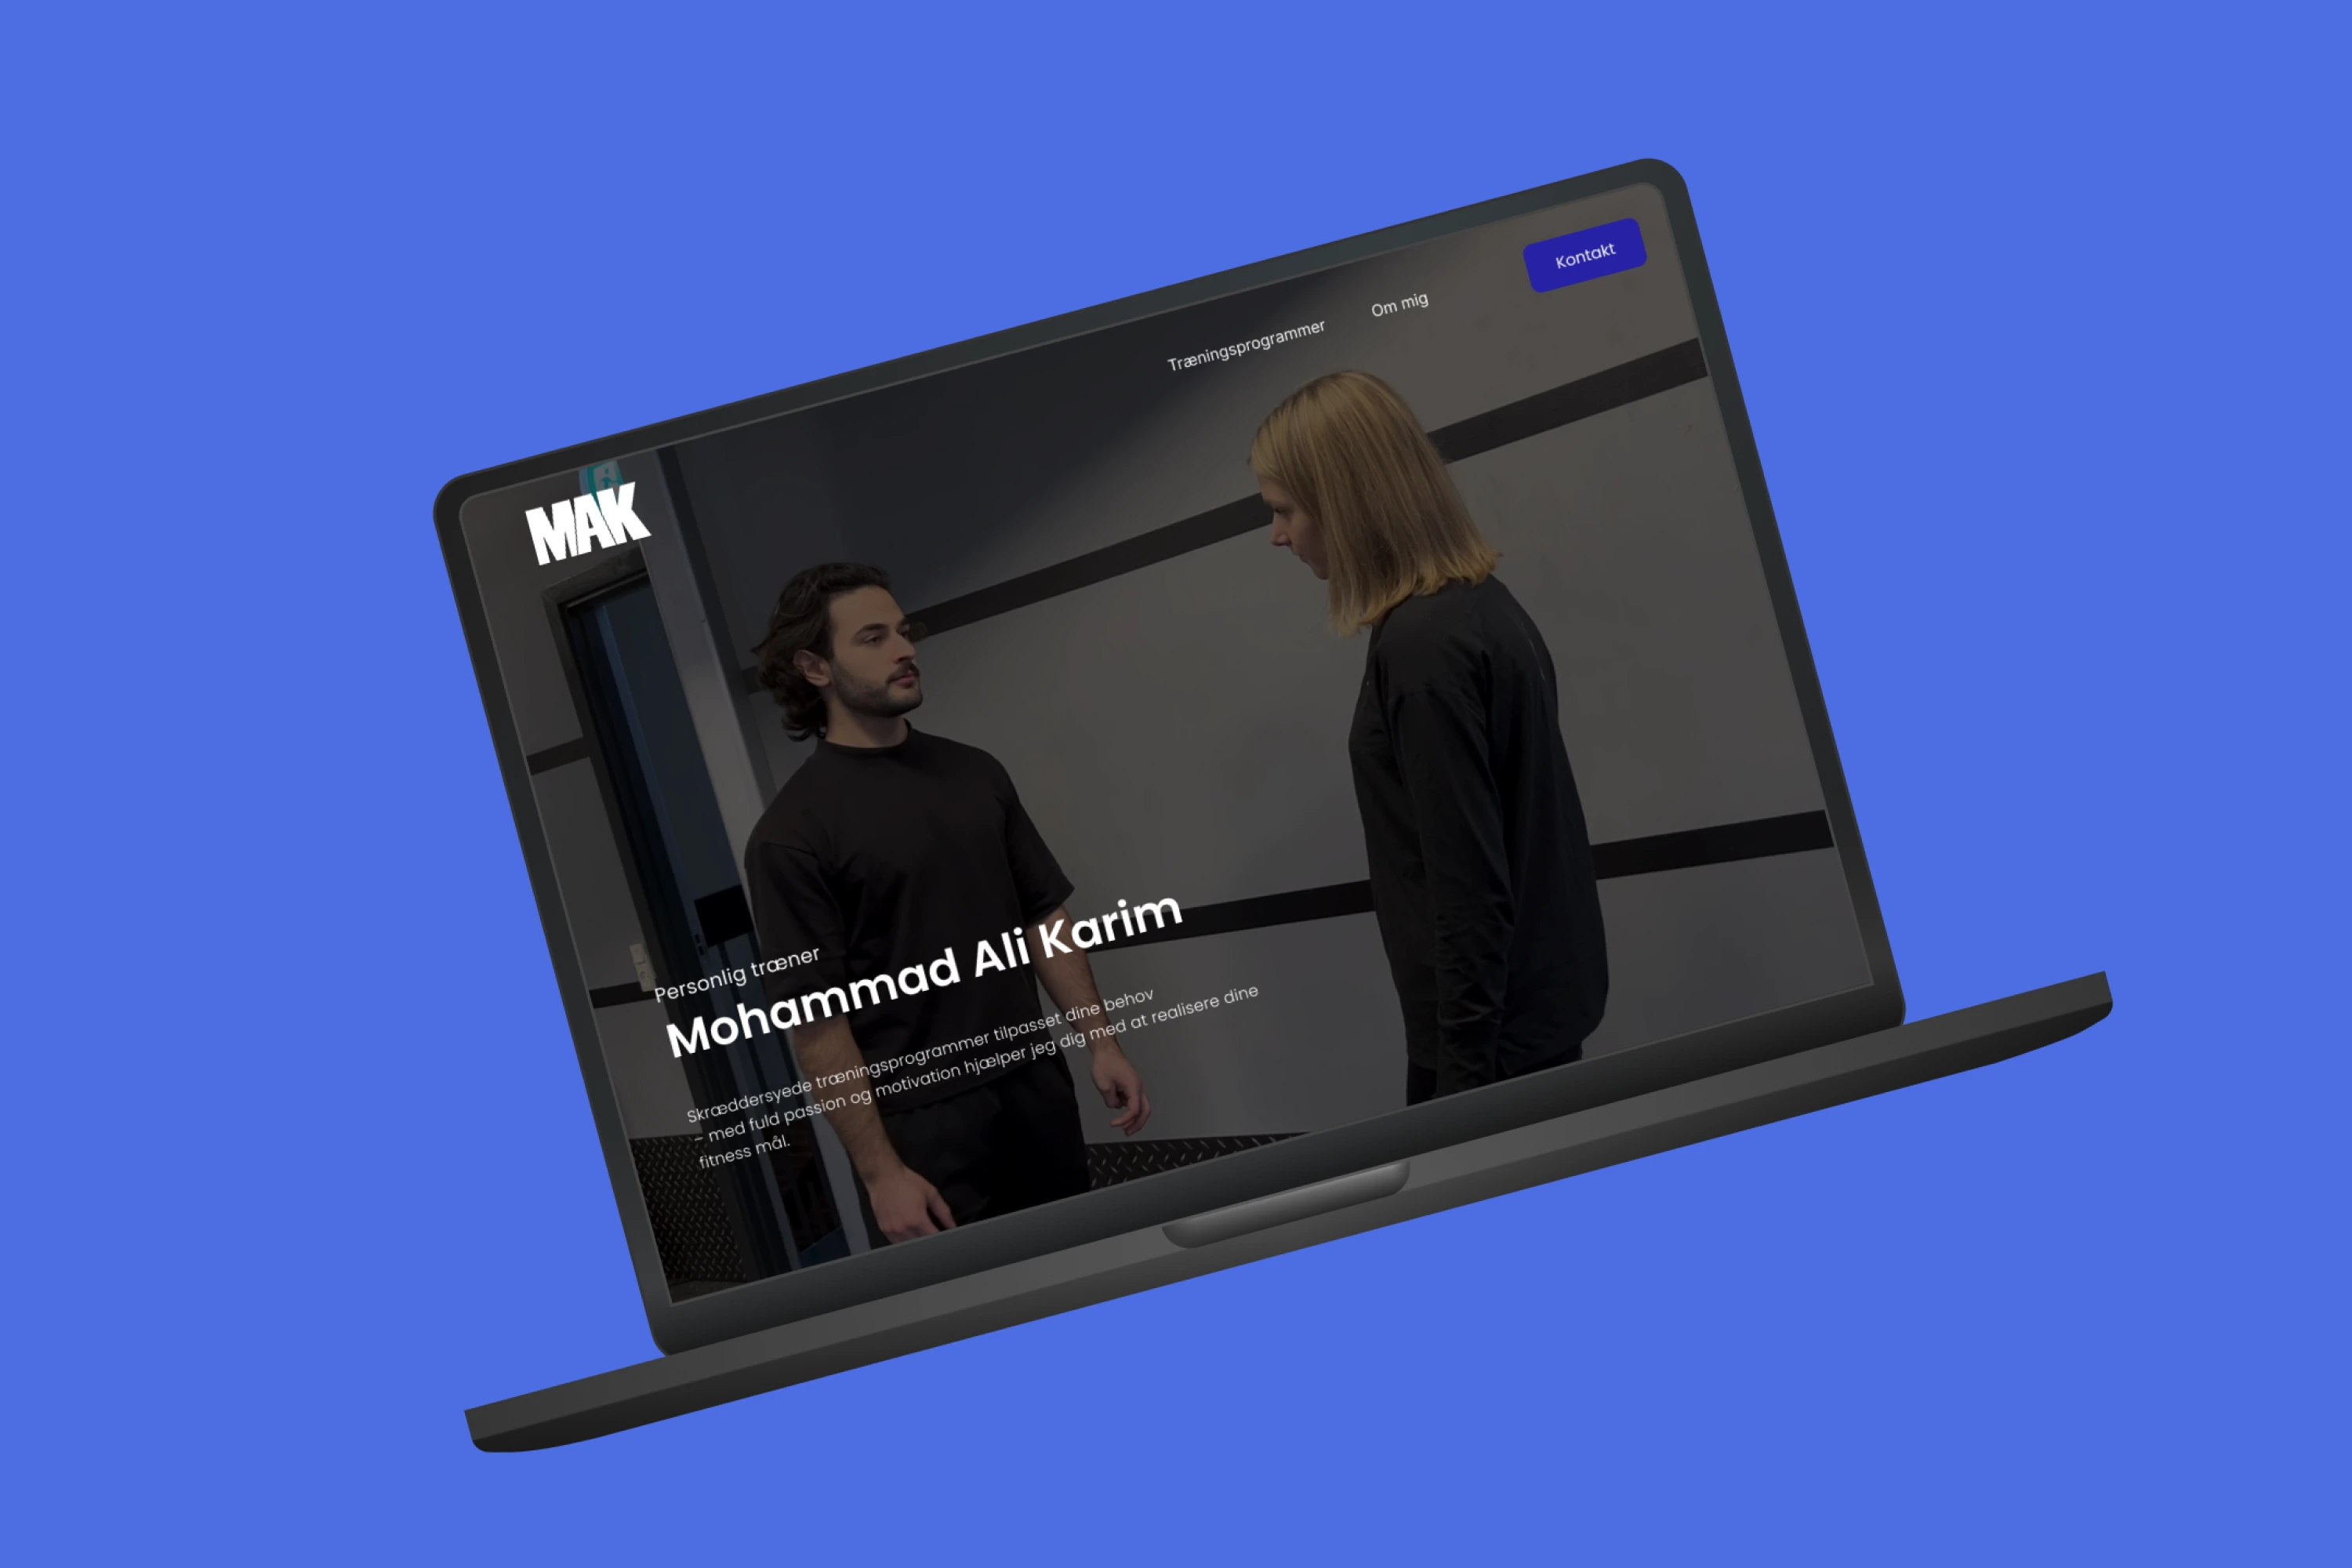 Kontakt
Om mig
Træningsprogrammer
MAK
Personlig træner
Mohammad Ali Karim
Skræddersyede træningsprogrammer tilpasset dine behov
– med fuld passion og motivation hjælper jeg dig med at realisere dine
fitness mål.